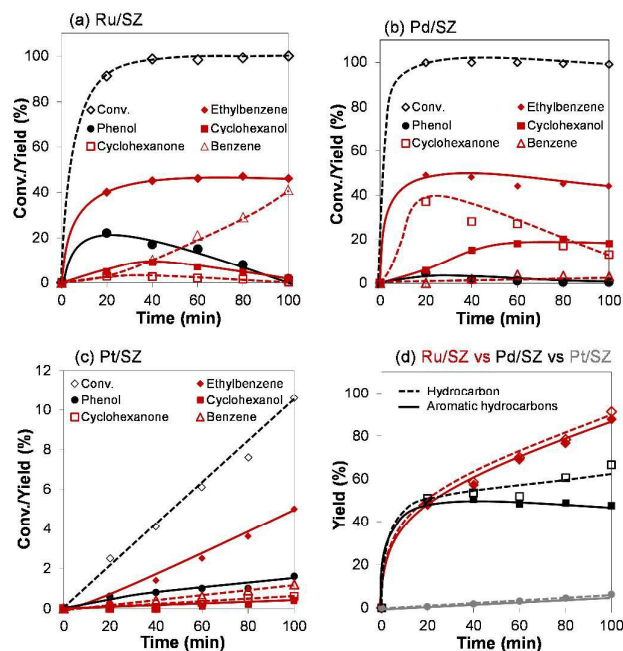 (a) Ru/SZ
Conv./Yield (%)
100
80
60
40
20
0
Conv.
Ethylbenzene
Phenol
Cyclohexanol
Cyclohexanone
Benzene
0 20 40 60 80 100
Time (min)
(b) Pd/SZ
Conv./Yield (%)
100
80
60
40
20
0
Conv.
Ethylbenzene
Phenol
Cyclohexanol
Cyclohexanone
Benzene
0 20 40 60 80 100
Time (min)
(c) Pt/SZ
Conv./Yield (%)
12
10
8
6
4
2
0
Conv.
Ethylbenzene
Phenol
Cyclohexanol
Cyclohexanone
Benzene
0 20 40 60 80 100
Time (min)
(d) Ru/SZ vs Pd/SZ vs Pt/SZ
Yield (%)
100
80
60
40
20
0
Hydrocarbon
Aromatic hydrocarbons
0 20 40 60 80 100
Time (min)